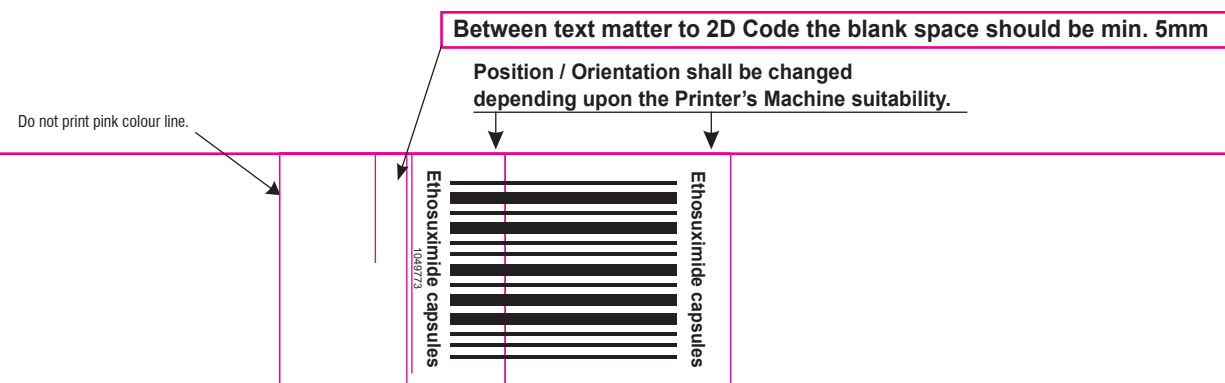 Between text matter to 2D Code the blank space should be min. 5mm
Position / Orientation shall be changed
depending upon the Printer's Machine suitability.
Do not print pink colour line.
Ethosuximide capsules
1049773
Ethosuximide capsules